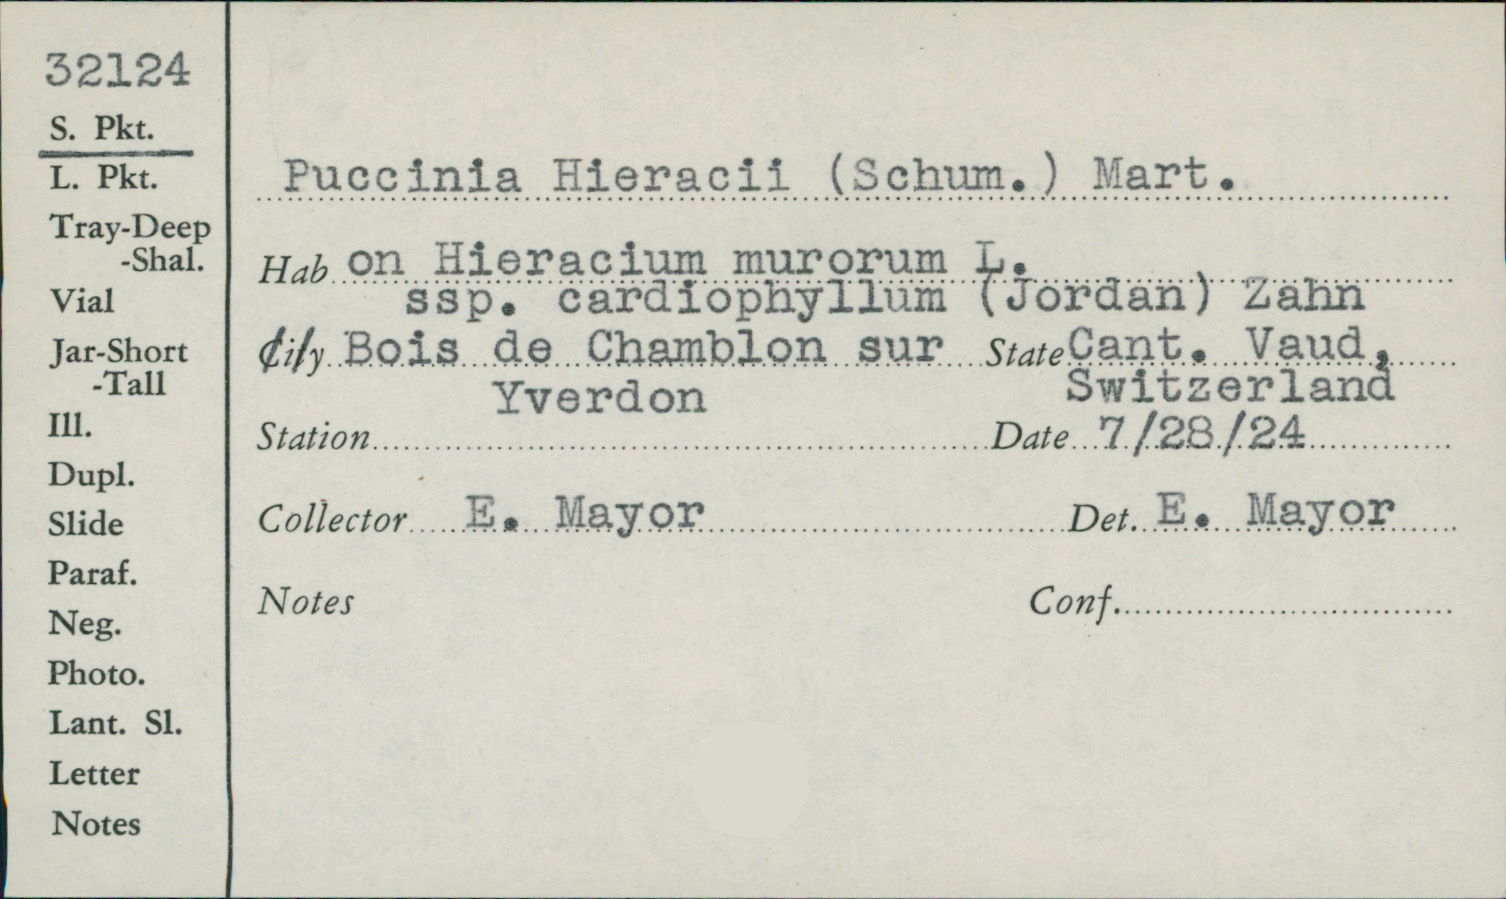 32124
S. Pkt.
L. Pkt.
Tray-Deep
-Shal.
Vial
Jar-Short
-Tall
Ill.
Dupl.
Slide
Paraf.
Neg.
Photo.
Lant. Sl.
Letter
Notes
Puccinia Hieracii (Schum.) Mart.
Hab on Hieracium murorum L.
ssp. cardiophyllum (Jordan) Zahn
City Bois de Chamblon sur State Cant. Vaud,
Yverdon Switzerland
Station Date 7/28/24
Collector E. Mayor Det. E. Mayor
Notes Conf.